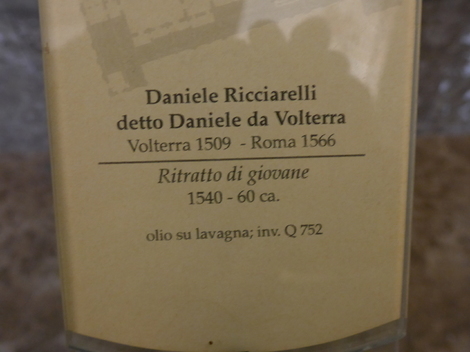 Daniele Ricciarelli
detto Daniele da Volterra
Volterra 1509 - Roma 1566
Ritratto di giovane
1540 - 60 ca.
olio su lavagna; inv. Q 752